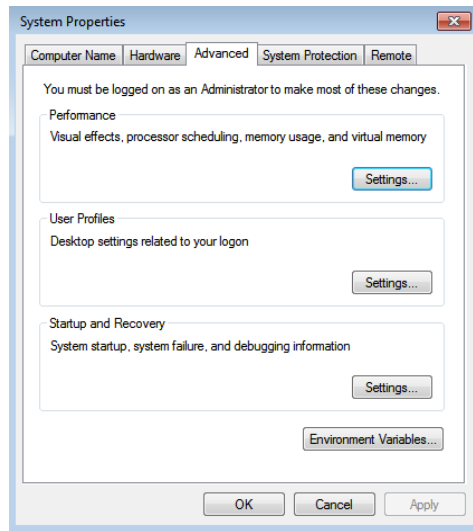 System Properties
Computer Name Hardware Advanced System Protection Remote
You must be logged on as an Administrator to make most of these changes.
Performance
Visual effects, processor scheduling, memory usage, and virtual memory
Settings...
User Profiles
Desktop settings related to your logon
Settings...
Startup and Recovery
System startup, system failure, and debugging information
Settings...
Environment Variables...
OK Cancel Apply